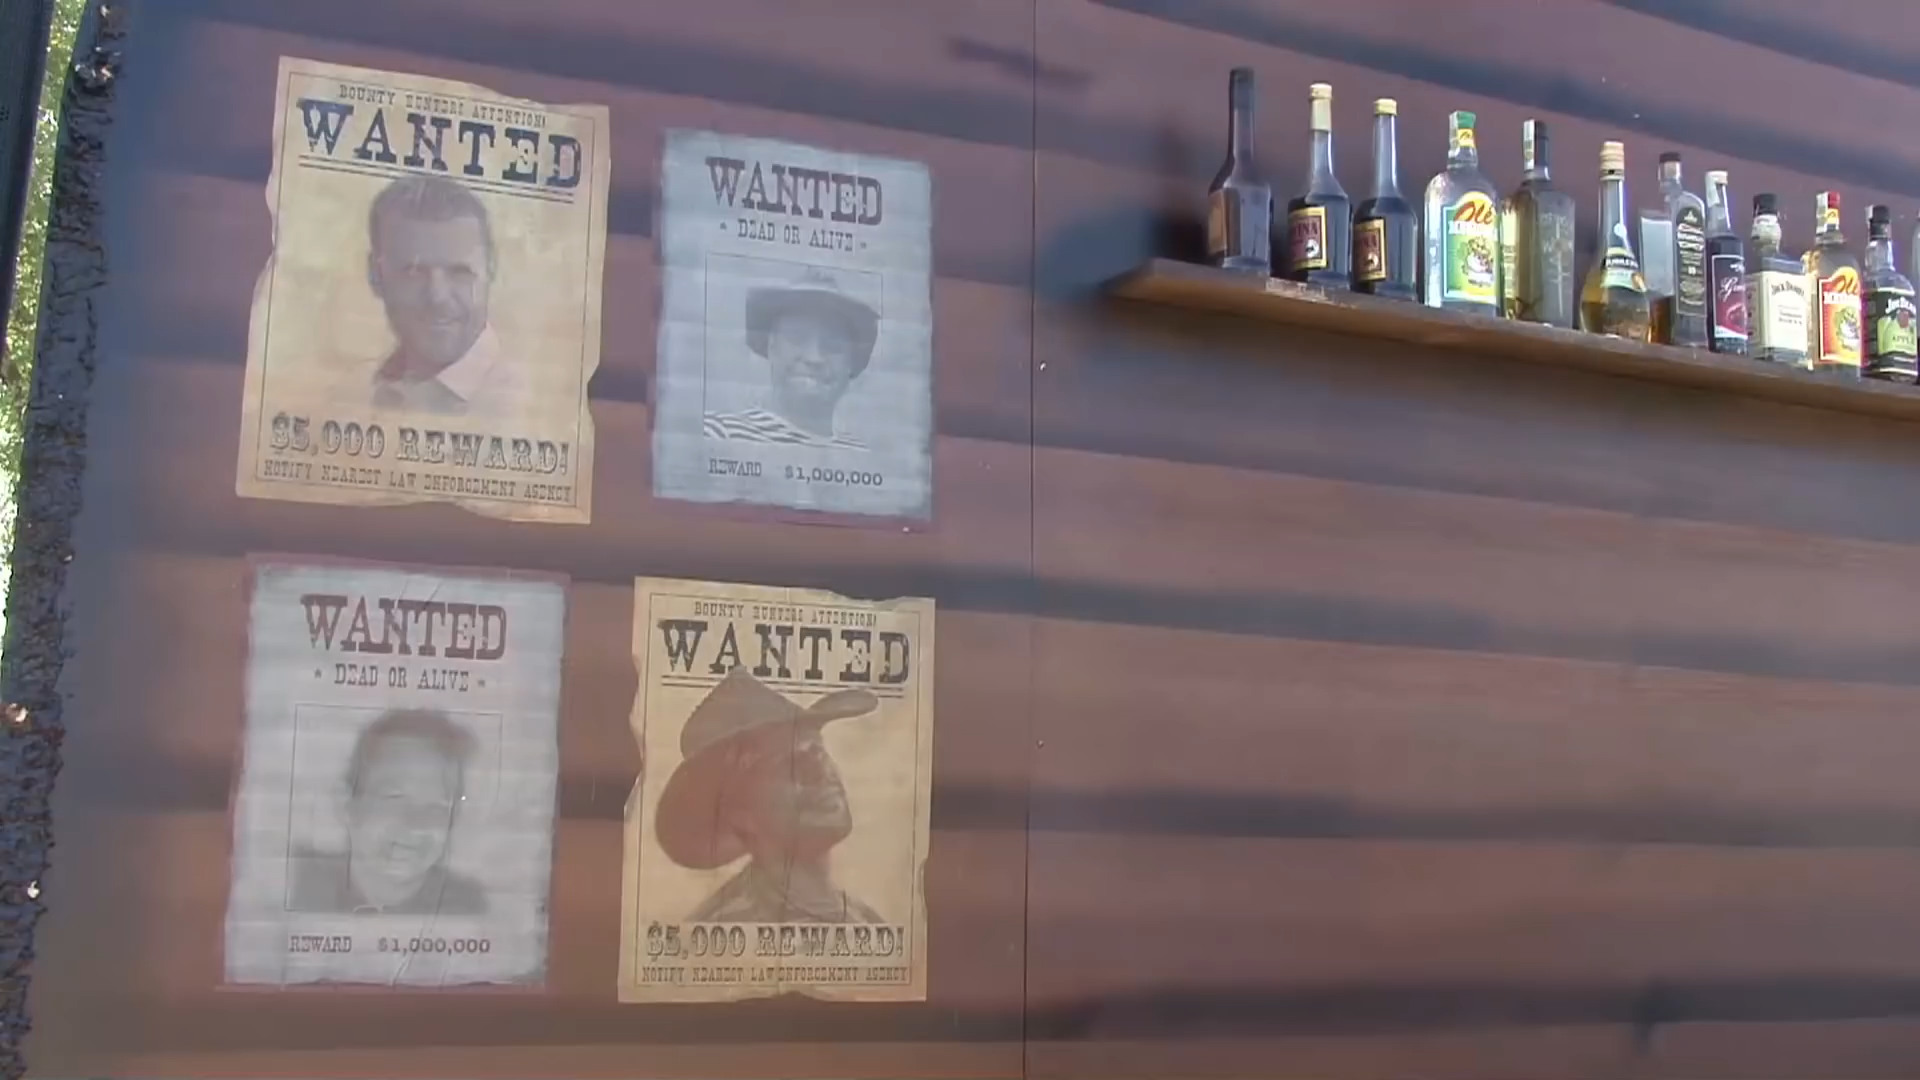 BOUNTY HUNTERS ATTENTION!
WANTED
$5,000 REWARD!
NOTIFY NEAREST LAW ENFORCEMENT AGENCY
WANTED
DEAD OR ALIVE
REWARD $1,000,000
WANTED
DEAD OR ALIVE
REWARD $1,000,000
BOUNTY HUNTERS ATTENTION!
WANTED
$5,000 REWARD!
NOTIFY NEAREST LAW ENFORCEMENT AGENCY
Olé
JACK DANIEL'S
Olé
JIM BEAM
APPLE